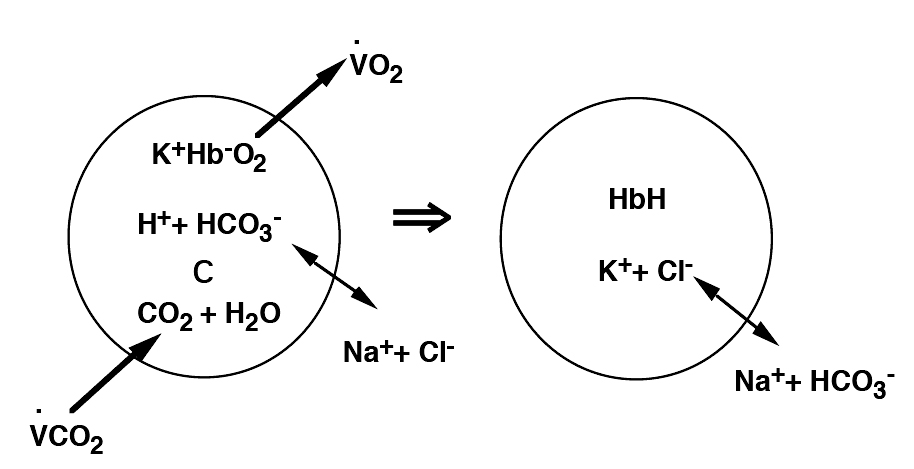 V̇O₂
K⁺Hb⁻O₂
H⁺+ HCO₃⁻
C
CO₂ + H₂O
Na⁺+ Cl⁻
V̇CO₂
⇒
HbH
K⁺+ Cl⁻
Na⁺+ HCO₃⁻